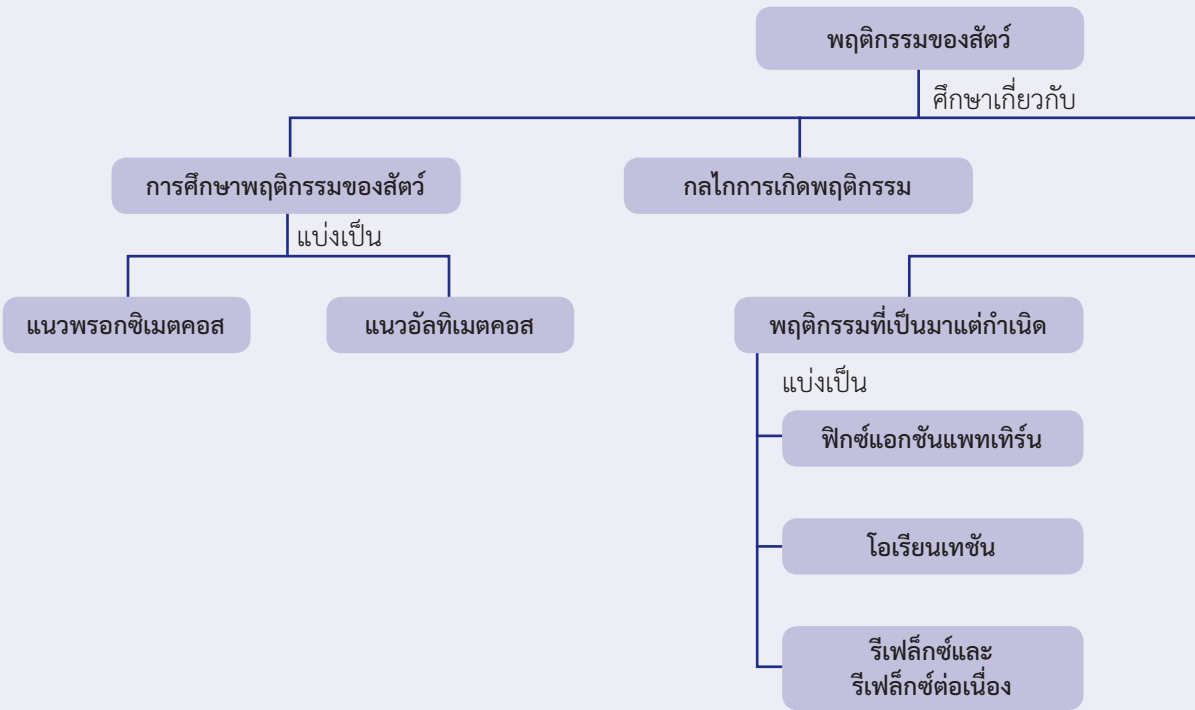 พฤติกรรมของสัตว์
ศึกษาเกี่ยวกับ
การศึกษาพฤติกรรมของสัตว์
กลไกการเกิดพฤติกรรม
แบ่งเป็น
แนวพรอกซิเมตคอส
แนวอัลทิเมตคอส
พฤติกรรมที่เป็นมาแต่กำเนิด
แบ่งเป็น
ฟิกซ์แอกชันแพทเทิร์น
โอเรียนเทชัน
รีเฟล็กซ์และ
รีเฟล็กซ์ต่อเนื่อง